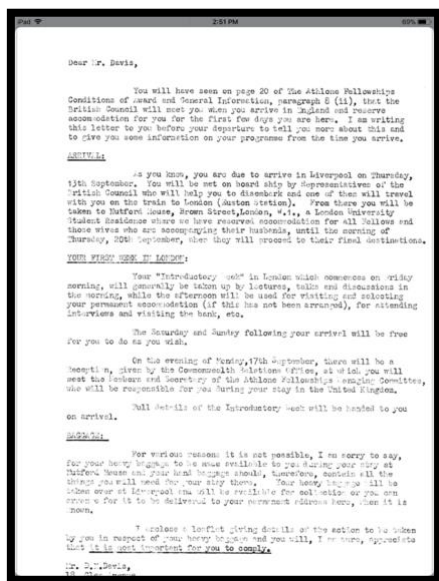 iPad 2:51 PM 69%
Dear Mr. Davis,
You will have seen on page 20 of The Athlone Fellowships
Conditions of Award and General Information, paragraph 8 (ii), that the
British Council will meet you when you arrive in England and reserve
accommodation for you for the first few days you are here. I am writing
this letter to you before your departure to tell you more about this and
to give you some information on your programme from the time you arrive.
ARRIVAL:
As you know, you are due to arrive in Liverpool on Thursday,
13th September. You will be met on board ship by Representatives of the
British Council who will help you to disembark and one of them will travel
with you on the train to London (Euston Station). From there you will be
taken to Nutford House, Brown Street, London, W.1., a London University
Student Residence where we have reserved accommodation for all Fellows and
those wives who are accompanying their husbands, until the morning of
Thursday, 20th September, when they will proceed to their final destinations.
YOUR FIRST WEEK IN LONDON:
Your "Introductory Week" in London which commences on Friday
morning, will generally be taken up by lectures, talks and discussions in
the morning, while the afternoon will be used for visiting and selecting
your permanent accommodation (if this has not been arranged), for attending
interviews and visiting the bank, etc.
The Saturday and Sunday following your arrival will be free
for you to do as you wish.
On the evening of Monday, 17th September, there will be a
Reception, given by the Commonwealth Relations Office, at which you will
meet the Members and Secretary of the Athlone Fellowships Managing Committee,
who will be responsible for you during your stay in the United Kingdom.
Full details of the Introductory Week will be handed to you
on arrival.
BAGGAGE:
For various reasons it is not possible, I am sorry to say,
for your heavy baggage to be made available to you during your stay at
Nutford House and your hand baggage should, therefore, contain all the
things you will need for your stay there. Your heavy baggage will be
taken over at Liverpool and will be available for collection or you can
arrange for it to be delivered to your permanent address here, when it is
known.
I enclose a leaflet giving details of the action to be taken
by you in respect of your heavy baggage and you will, I am sure, appreciate
that it is most important for you to comply.
Mr. D.M.Davis,
18